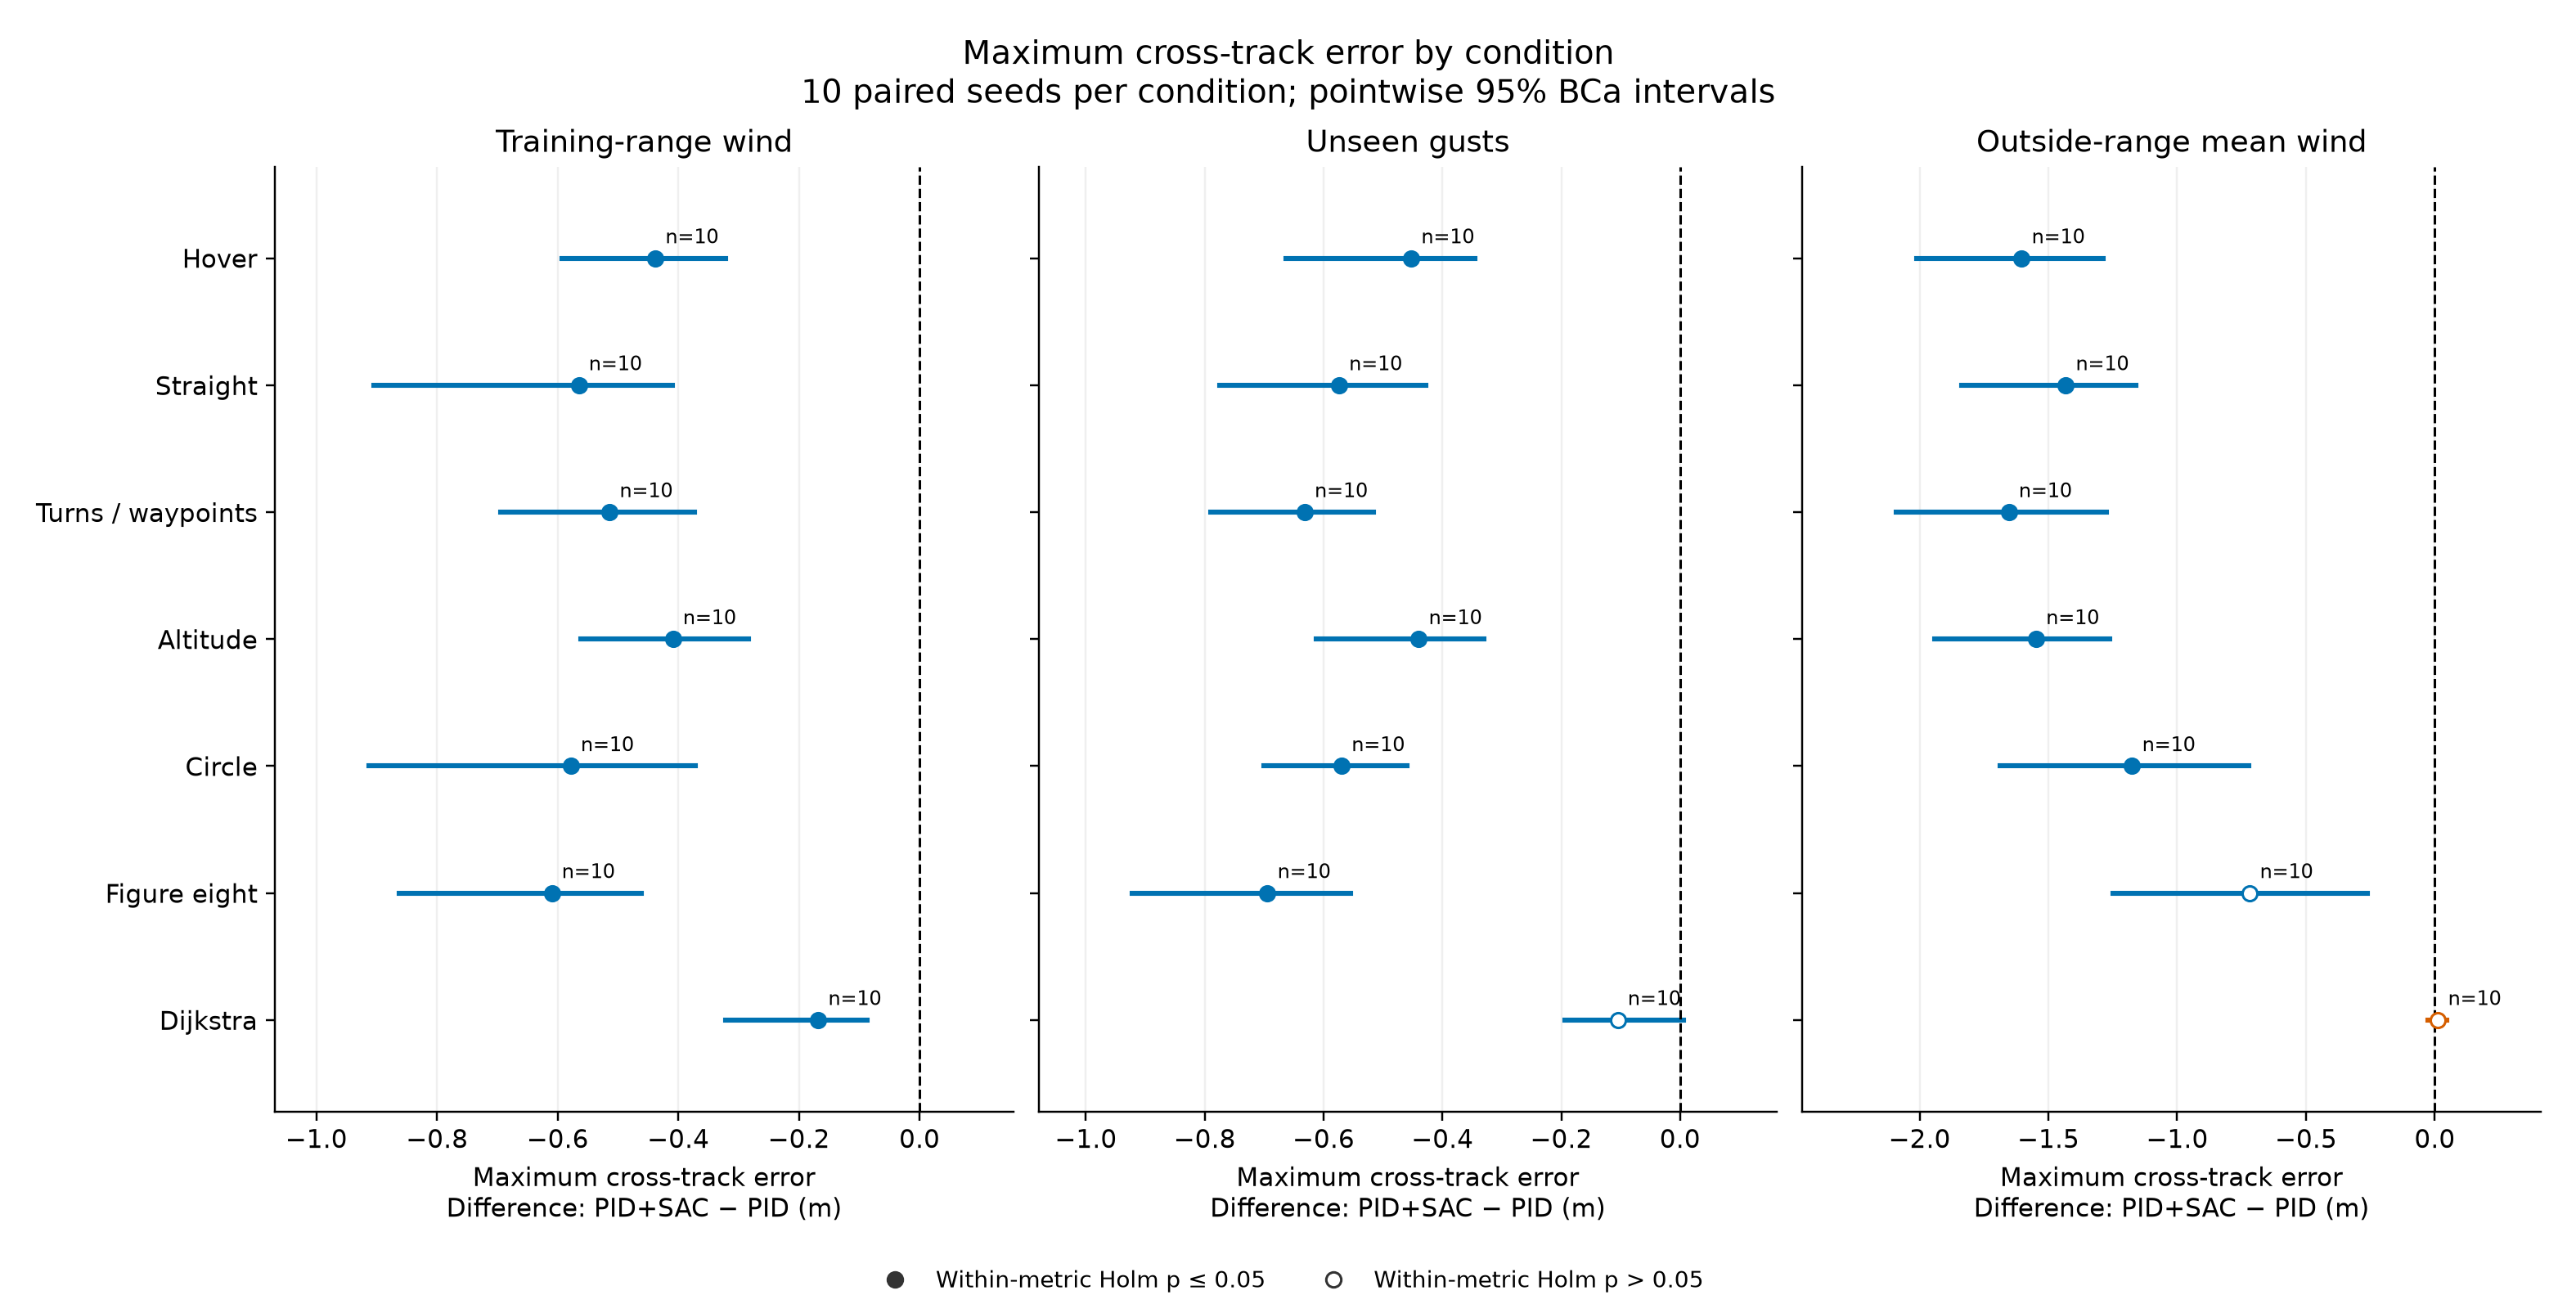 Maximum cross-track error by condition
10 paired seeds per condition; pointwise 95% BCa intervals
Training-range wind
Unseen gusts
Outside-range mean wind
Hover
n=10
n=10
n=10
Straight
n=10
n=10
n=10
Turns / waypoints
n=10
n=10
n=10
Altitude
n=10
n=10
n=10
Circle
n=10
n=10
n=10
Figure eight
n=10
n=10
n=10
Dijkstra
n=10
n=10
n=10
−1.0 −0.8 −0.6 −0.4 −0.2 0.0
−1.0 −0.8 −0.6 −0.4 −0.2 0.0
−2.0 −1.5 −1.0 −0.5 0.0
Maximum cross-track error
Difference: PID+SAC − PID (m)
Maximum cross-track error
Difference: PID+SAC − PID (m)
Maximum cross-track error
Difference: PID+SAC − PID (m)
Within-metric Holm p ≤ 0.05
Within-metric Holm p > 0.05